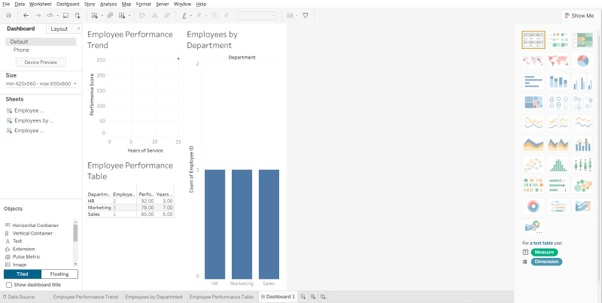 File Data Worksheet Dashboard Story Analysis Map Format Server Window Help
Show Me
Dashboard Layout
Default
Phone
Device Preview
Size
min 420x560 - max 650x860
Sheets
Employee ...
Employees by ...
Employee ...
Objects
Horizontal Container
Vertical Container
Text
Extension
Pulse Metric
Image
Tiled Floating
Show dashboard title
Employee Performance
Trend
250
200
150
100
50
0
Performance Score
0 5 10 15
Years of Service
Employee Performance
Table
Departm.. Employe.. Perfo.. Years..
HR 2 92.00 3.00
Marketing 3 78.00 7.00
Sales 1 85.00 5.00
Employees by
Department
Department
2
1
0
Count of Employee ID
HR Marketing Sales
For a text table use
Measure
Dimension
Data Source Employee Performance Trend Employees by Department Employee Performance Table Dashboard 1